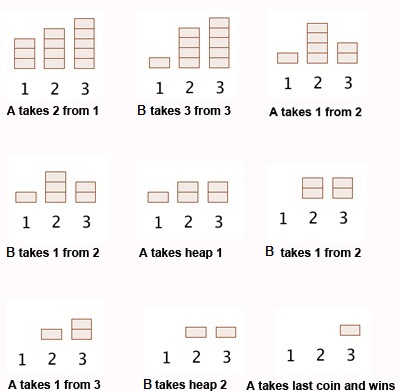 1 2 3
A takes 2 from 1
1 2 3
B takes 3 from 3
1 2 3
A takes 1 from 2
1 2 3
B takes 1 from 2
1 2 3
A takes heap 1
1 2 3
B takes 1 from 2
1 2 3
A takes 1 from 3
1 2 3
B takes heap 2
1 2 3
A takes last coin and wins